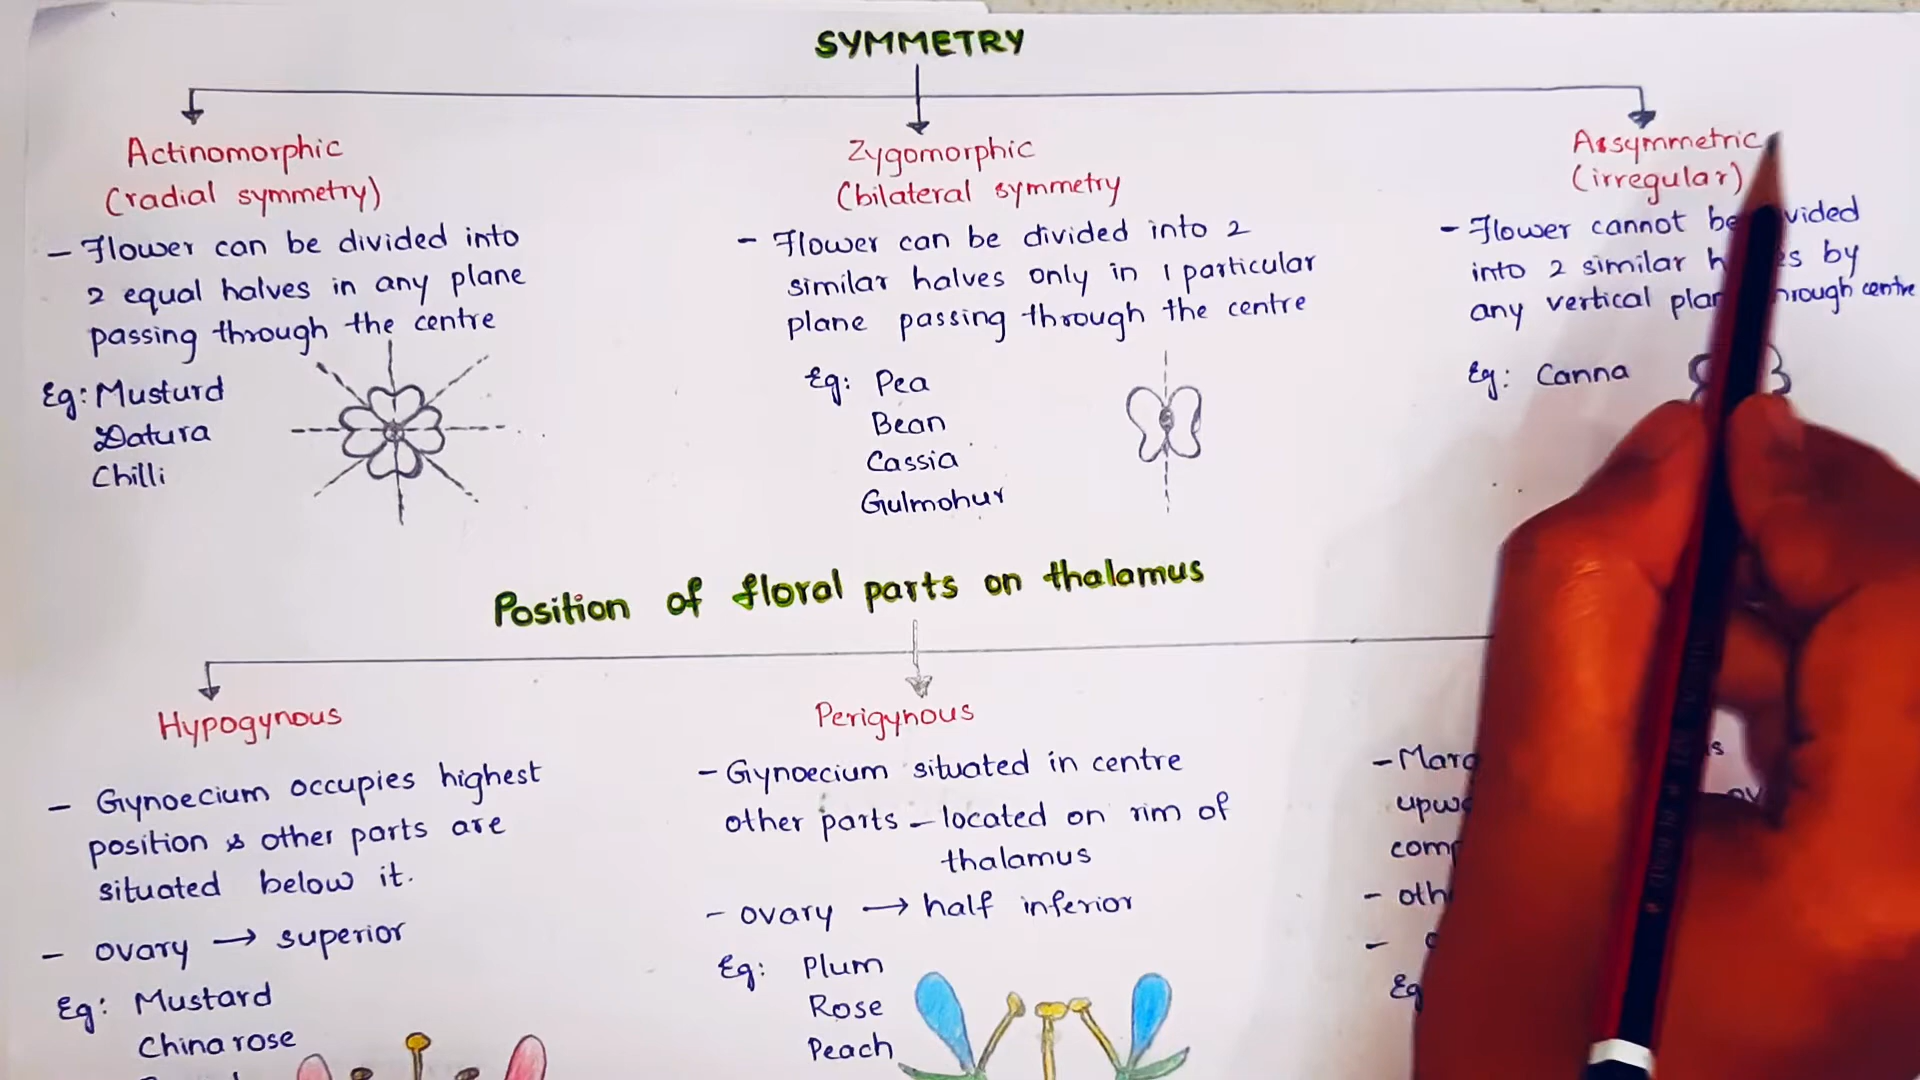 SYMMETRY
Actinomorphic
(radial symmetry)
- Flower can be divided into
2 equal halves in any plane
passing through the centre
Eg: Musturd
Datura
Chilli
Zygomorphic
(bilateral symmetry
- Flower can be divided into 2
similar halves only in 1 particular
plane passing through the centre
Eg: Pea
Bean
Cassia
Gulmohur
Assymmetric
(irregular)
- Flower cannot be
into 2 similar by
any vertical through centre
Eg: Canna
Position of floral parts on thalamus
Hypogynous
- Gynoecium occupies highest
position & other parts are
situated below it.
- ovary → superior
Eg: Mustard
China rose
Perigynous
- Gynoecium situated in centre
other parts - located on rim of
thalamus
- ovary → half inferior
Eg: Plum
Rose
Peach
Eg